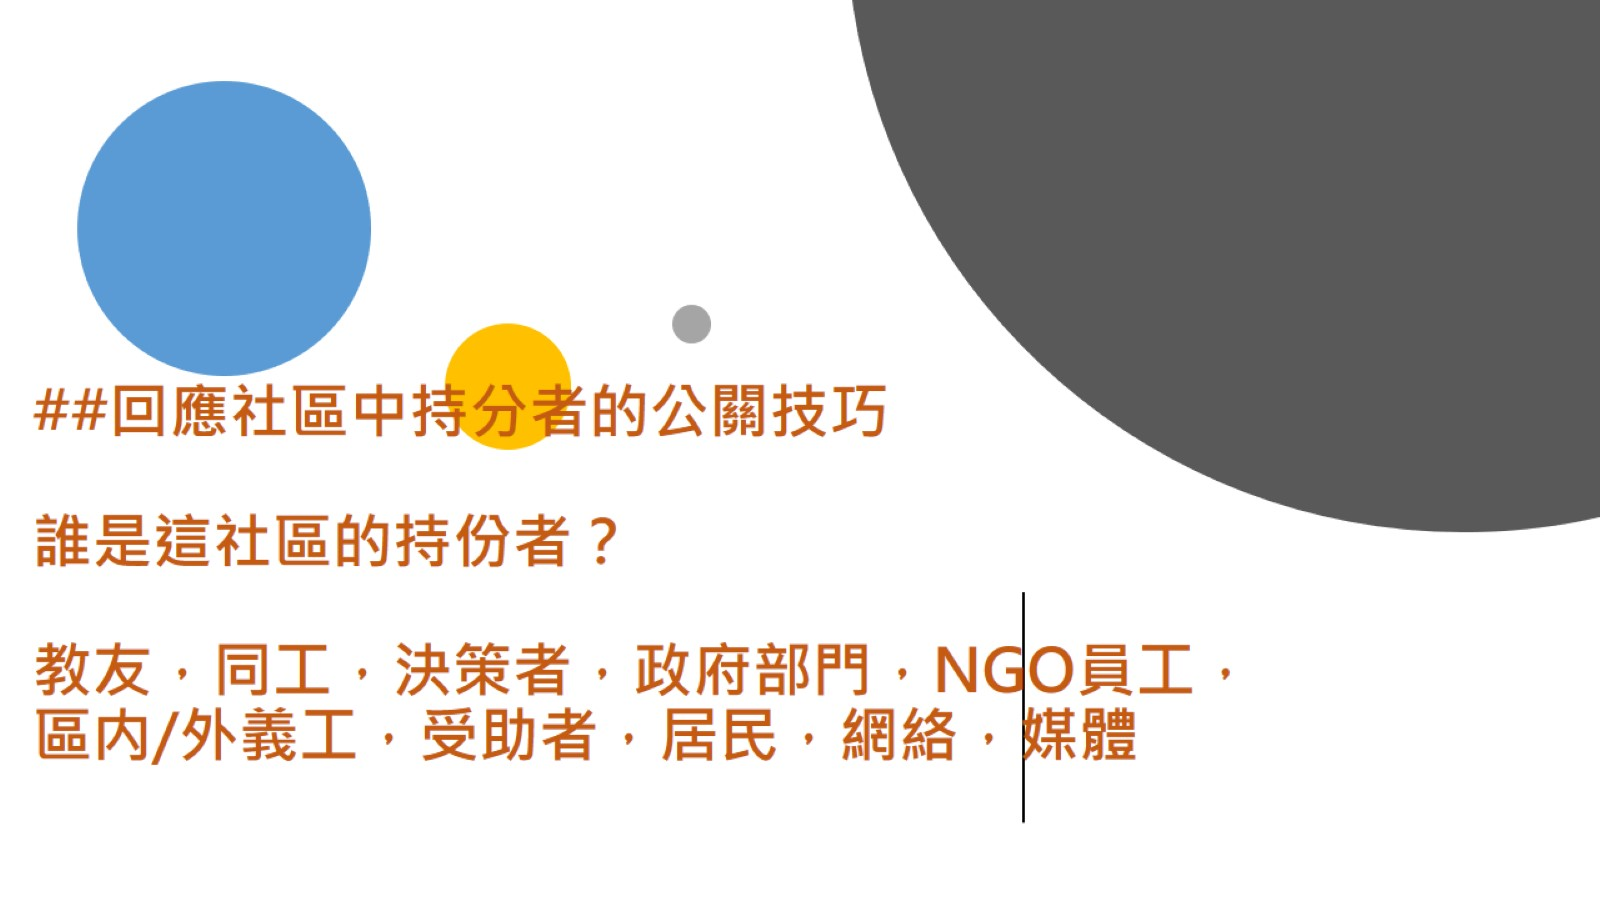 ##回應社區中持分者的公關技巧
誰是這社區的持份者？
教友，同工，決策者，政府部門，NGO員工，
區内/外義工，受助者，居民，網絡，媒體